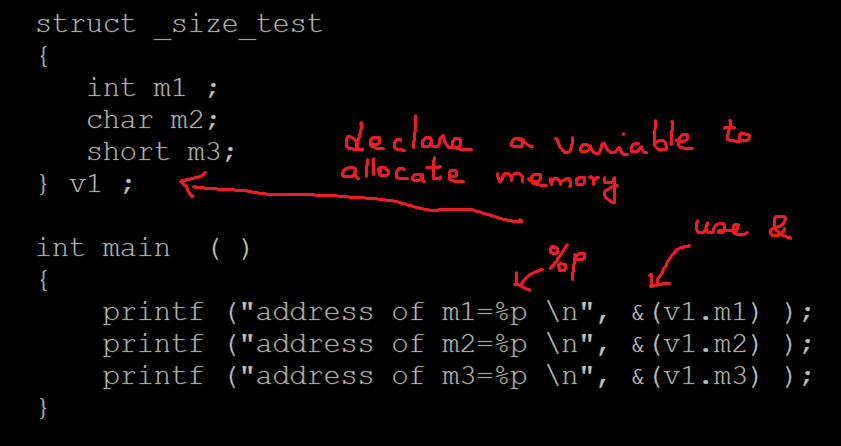 struct _size_test
{
int m1 ;
char m2;
short m3;
} v1 ;
declare a variable to
allocate memory
int main ( )
{
use &
%p
printf ("address of m1=%p \n", &(v1.m1) );
printf ("address of m2=%p \n", &(v1.m2) );
printf ("address of m3=%p \n", &(v1.m3) );
}